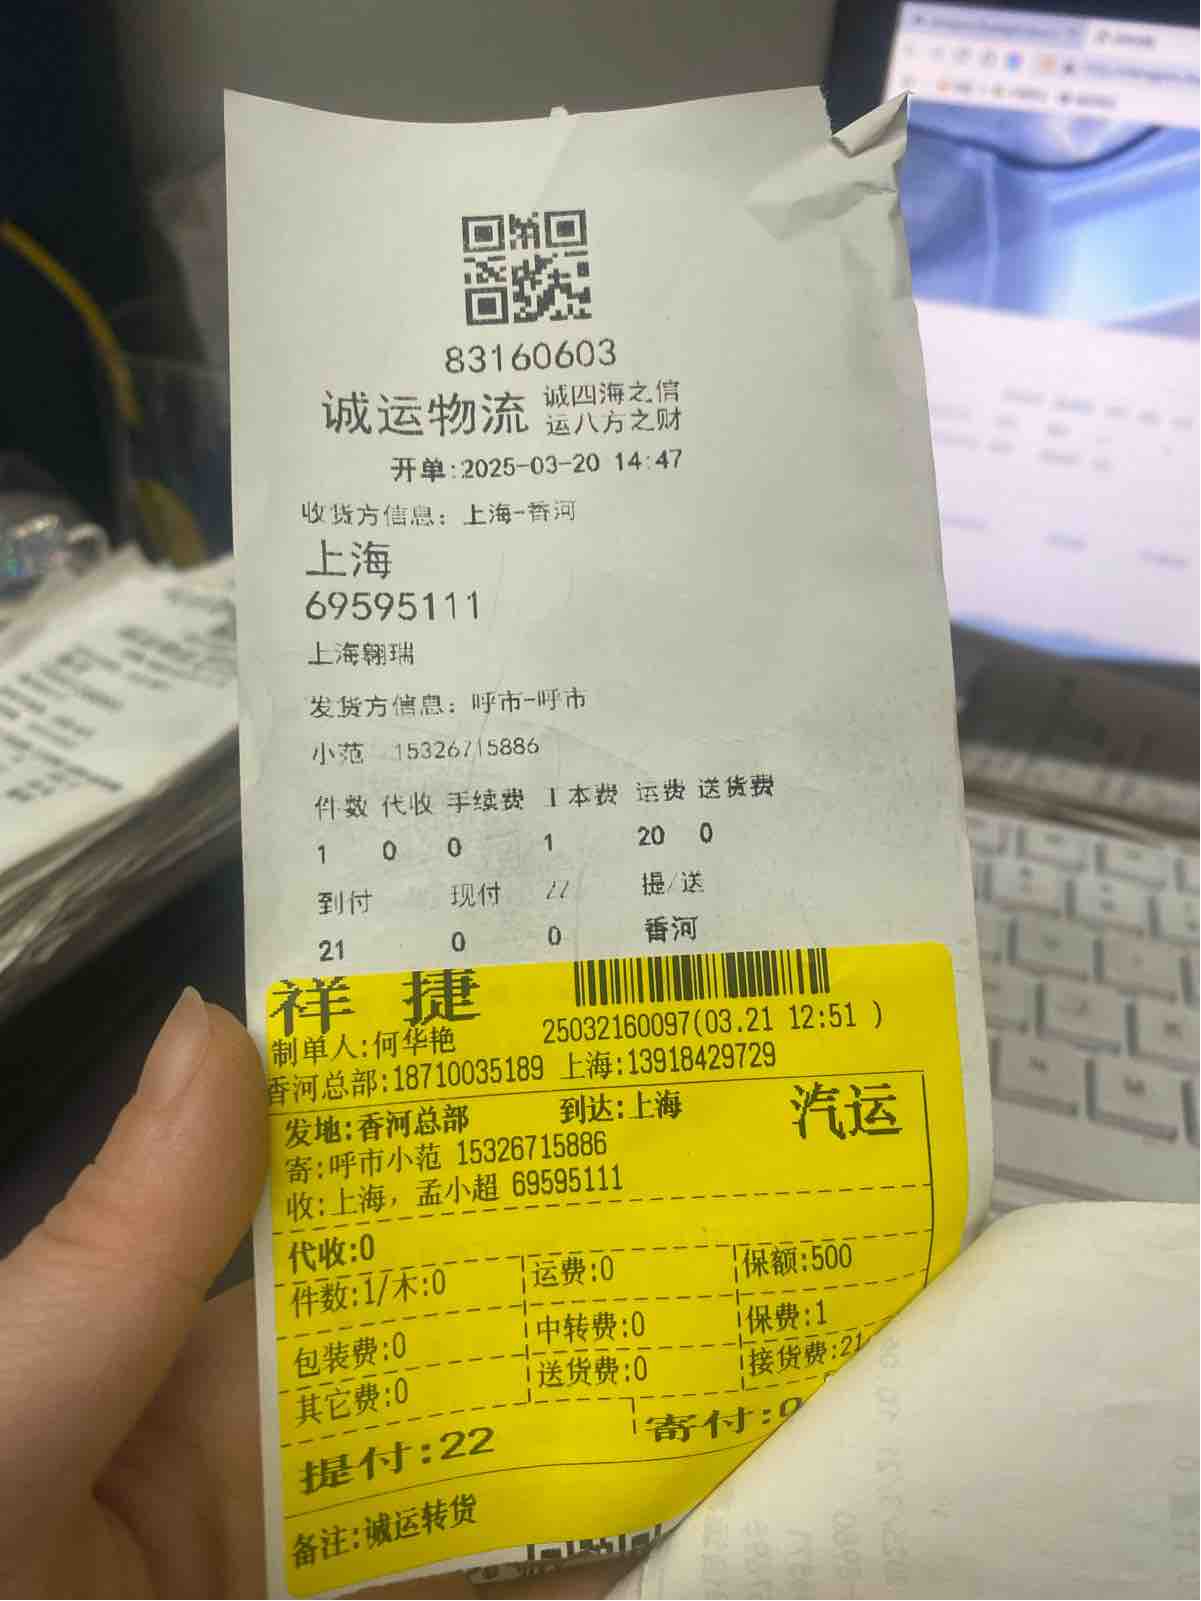 83160603
诚运物流 诚四海之信
运八方之财
开单:2025-03-20 14:47
收货方信息：上海-香河
上海
69595111
上海翱瑞
发货方信息：呼市-呼市
小范 15326715886
件数 代收 手续费 工本费 运费 送货费
1 0 0 1 20 0
到付 现付 提/送
21 0 0 香河
祥 捷
制单人:何华艳 25032160097(03.21 12:51 )
香河总部:18710035189 上海:13918429729
发地:香河总部 到达:上海 汽运
寄:呼市小范 15326715886
收:上海，孟小超 69595111
代收:0
件数:1/木:0 运费:0 保额:500
包装费:0 中转费:0 保费:1
其它费:0 送货费:0 接货费:21
提付:22 寄付:0
备注:诚运转货